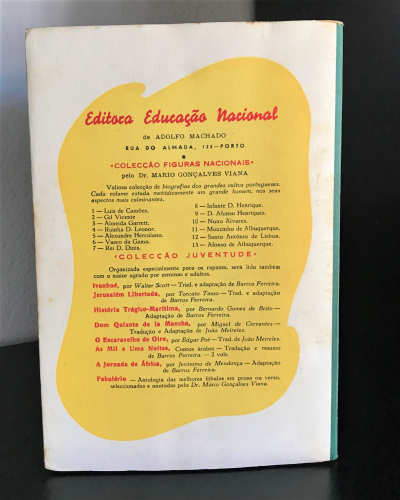 Editora Educação Nacional
de ADOLFO MACHADO
RUA DO ALMADA, 125—PORTO
«COLECÇÃO FIGURAS NACIONAIS»
pelo Dr. MÁRIO GONÇALVES VIANA
Valiosa colecção de biografias dos grandes vultos portugueses.
Cada volume estuda metòdicamente um grande homem, nos seus
aspectos mais culminantes.
1 — Luís de Camões.
2 — Gil Vicente
3 — Almeida Garrett.
4 — Rainha D. Leonor.
5 — Alexandre Herculano.
6 — Vasco da Gama.
7 — Rei D. Dinis.
8 — Infante D. Henrique.
9 — D. Afonso Henriques.
10 — Nuno Álvares.
11 — Mouzinho de Albuquerque.
12 — Santo António de Lisboa.
13 — Afonso de Albuquerque.
«COLECÇÃO JUVENTUDE»
Organizada especialmente para os rapazes, será lida também
com o maior agrado por meninas e adultos.
Ivanhoé, por Walter Scott — Trad. e adaptação de Barros Ferreira.
Jerusalém Libertada, por Torcato Tasso — Trad. e adaptação
de Barros Ferreira.
História Trágico-Marítima, por Bernardo Gomes de Brito —
Adaptação de Barros Ferreira.
Dom Quixote de la Mancha, por Miguel de Cervantes —
Tradução e Adaptação de João Meireles.
O Escaravelho de Oiro, por Edgar Poë — Trad. de João Meireles.
As Mil e Uma Noites, Contos árabes — Tradução e resumo
de Barros Ferreira. — 2 vols.
A Jornada de África, por Jerónimo de Mendonça — Adaptação
de Barros Ferreira.
Fabulário — Antologia das melhores fábulas em prosa ou verso,
seleccionadas e anotadas pelo Dr. Mário Gonçalves Viana.